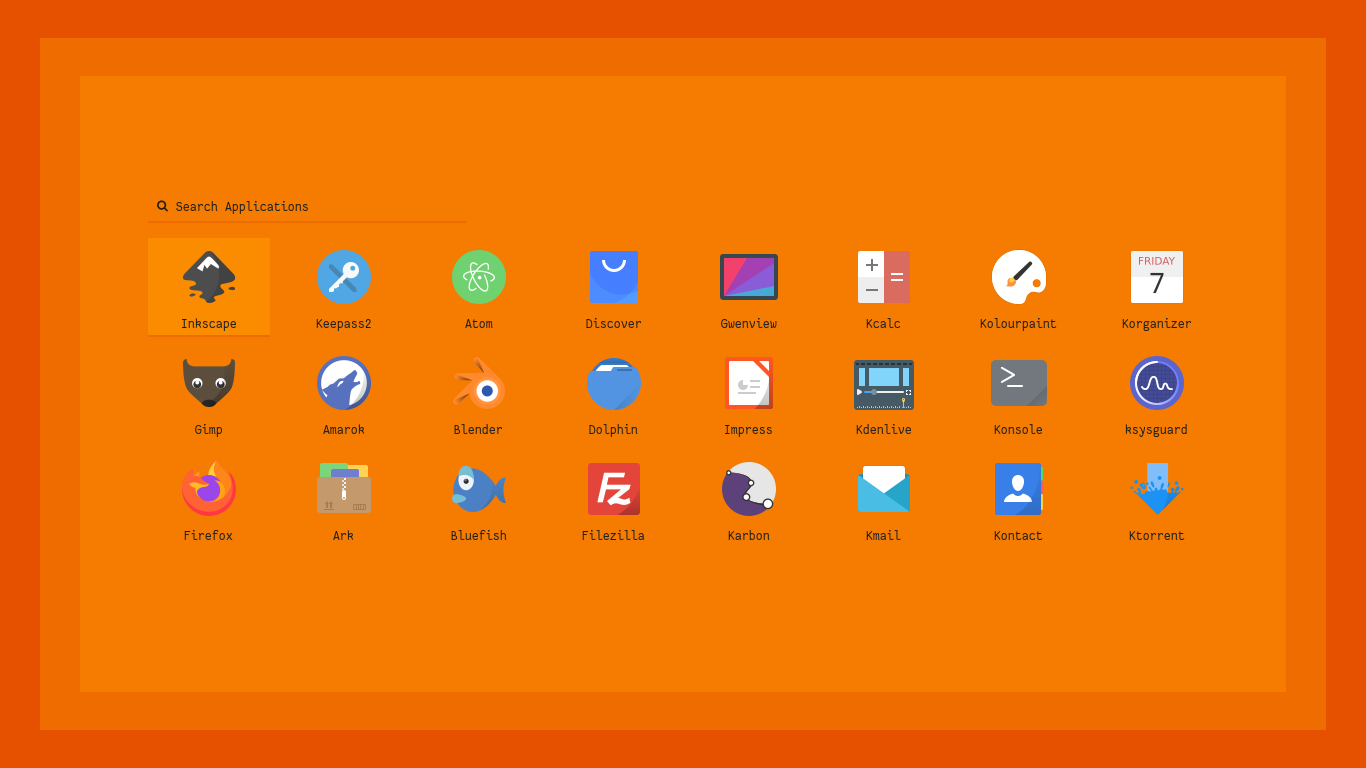 Search Applications
Inkscape
Keepass2
Atom
Discover
Gwenview
Kcalc
Kolourpaint
FRIDAY
7
Korganizer
Gimp
Amarok
Blender
Dolphin
Impress
Kdenlive
Konsole
ksysguard
Firefox
Ark
Bluefish
Fz
Filezilla
Karbon
Kmail
Kontact
Ktorrent